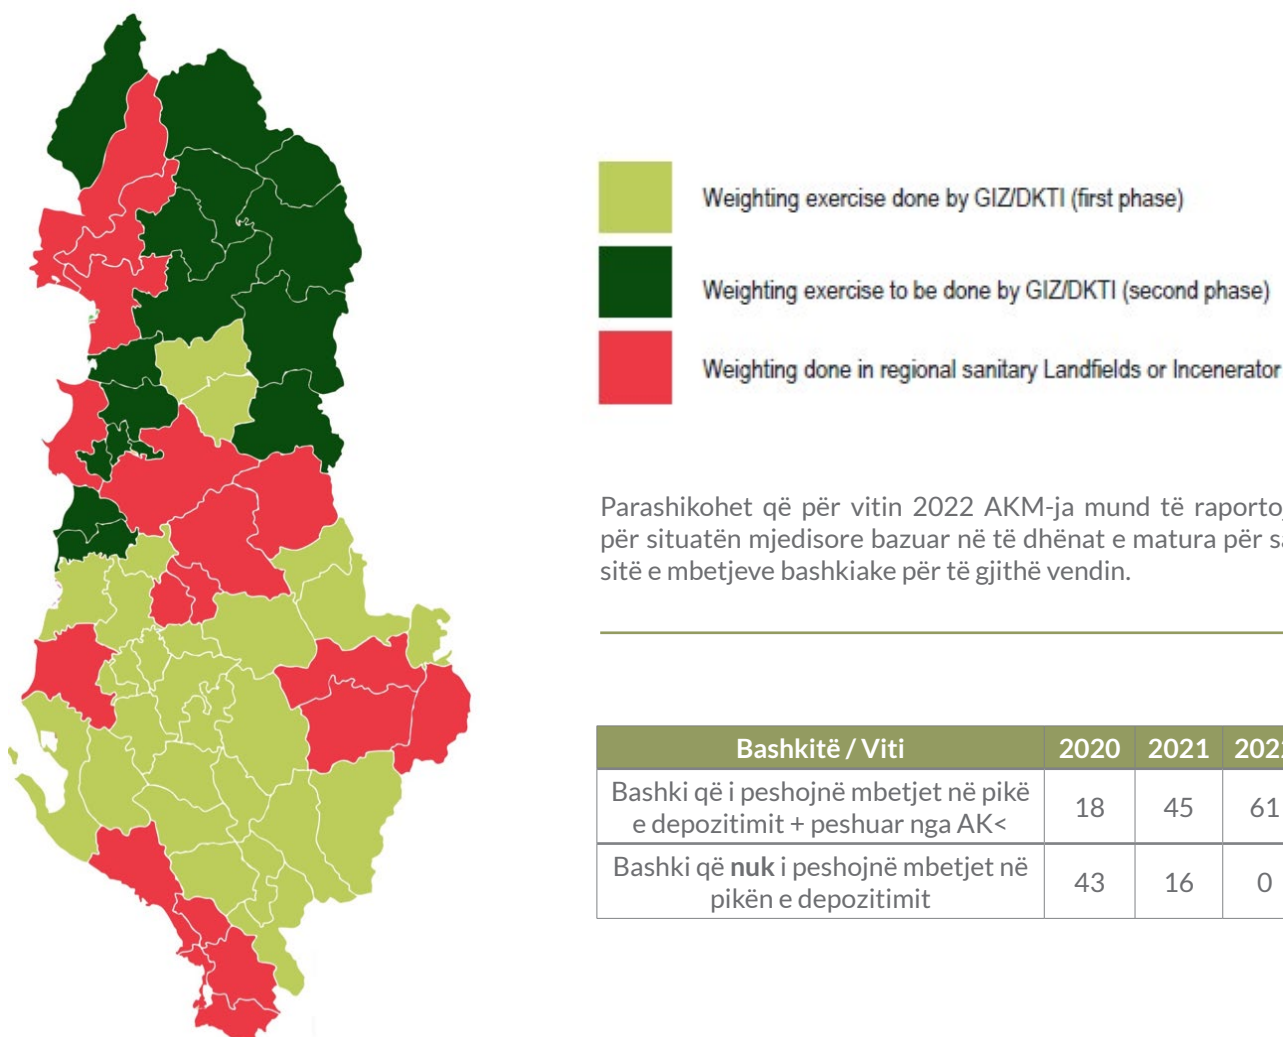 Weighting exercise done by GIZ/DKTI (first phase)
Weighting exercise to be done by GIZ/DKTI (second phase)
Weighting done in regional sanitary Landfields or Incenerator
Parashikohet që për vitin 2022 AKM-ja mund të
për situatën mjedisore bazuar në të dhënat e matura për
sitë e mbetjeve bashkiake për të gjithë vendin.
Bashkitë / Viti 2020 2021
Bashki që i peshojnë mbetjet në pikë
e depozitimit + peshuar nga AK< 18 45 61
Bashki që nuk i peshojnë mbetjet në
pikën e depozitimit 43 16 0